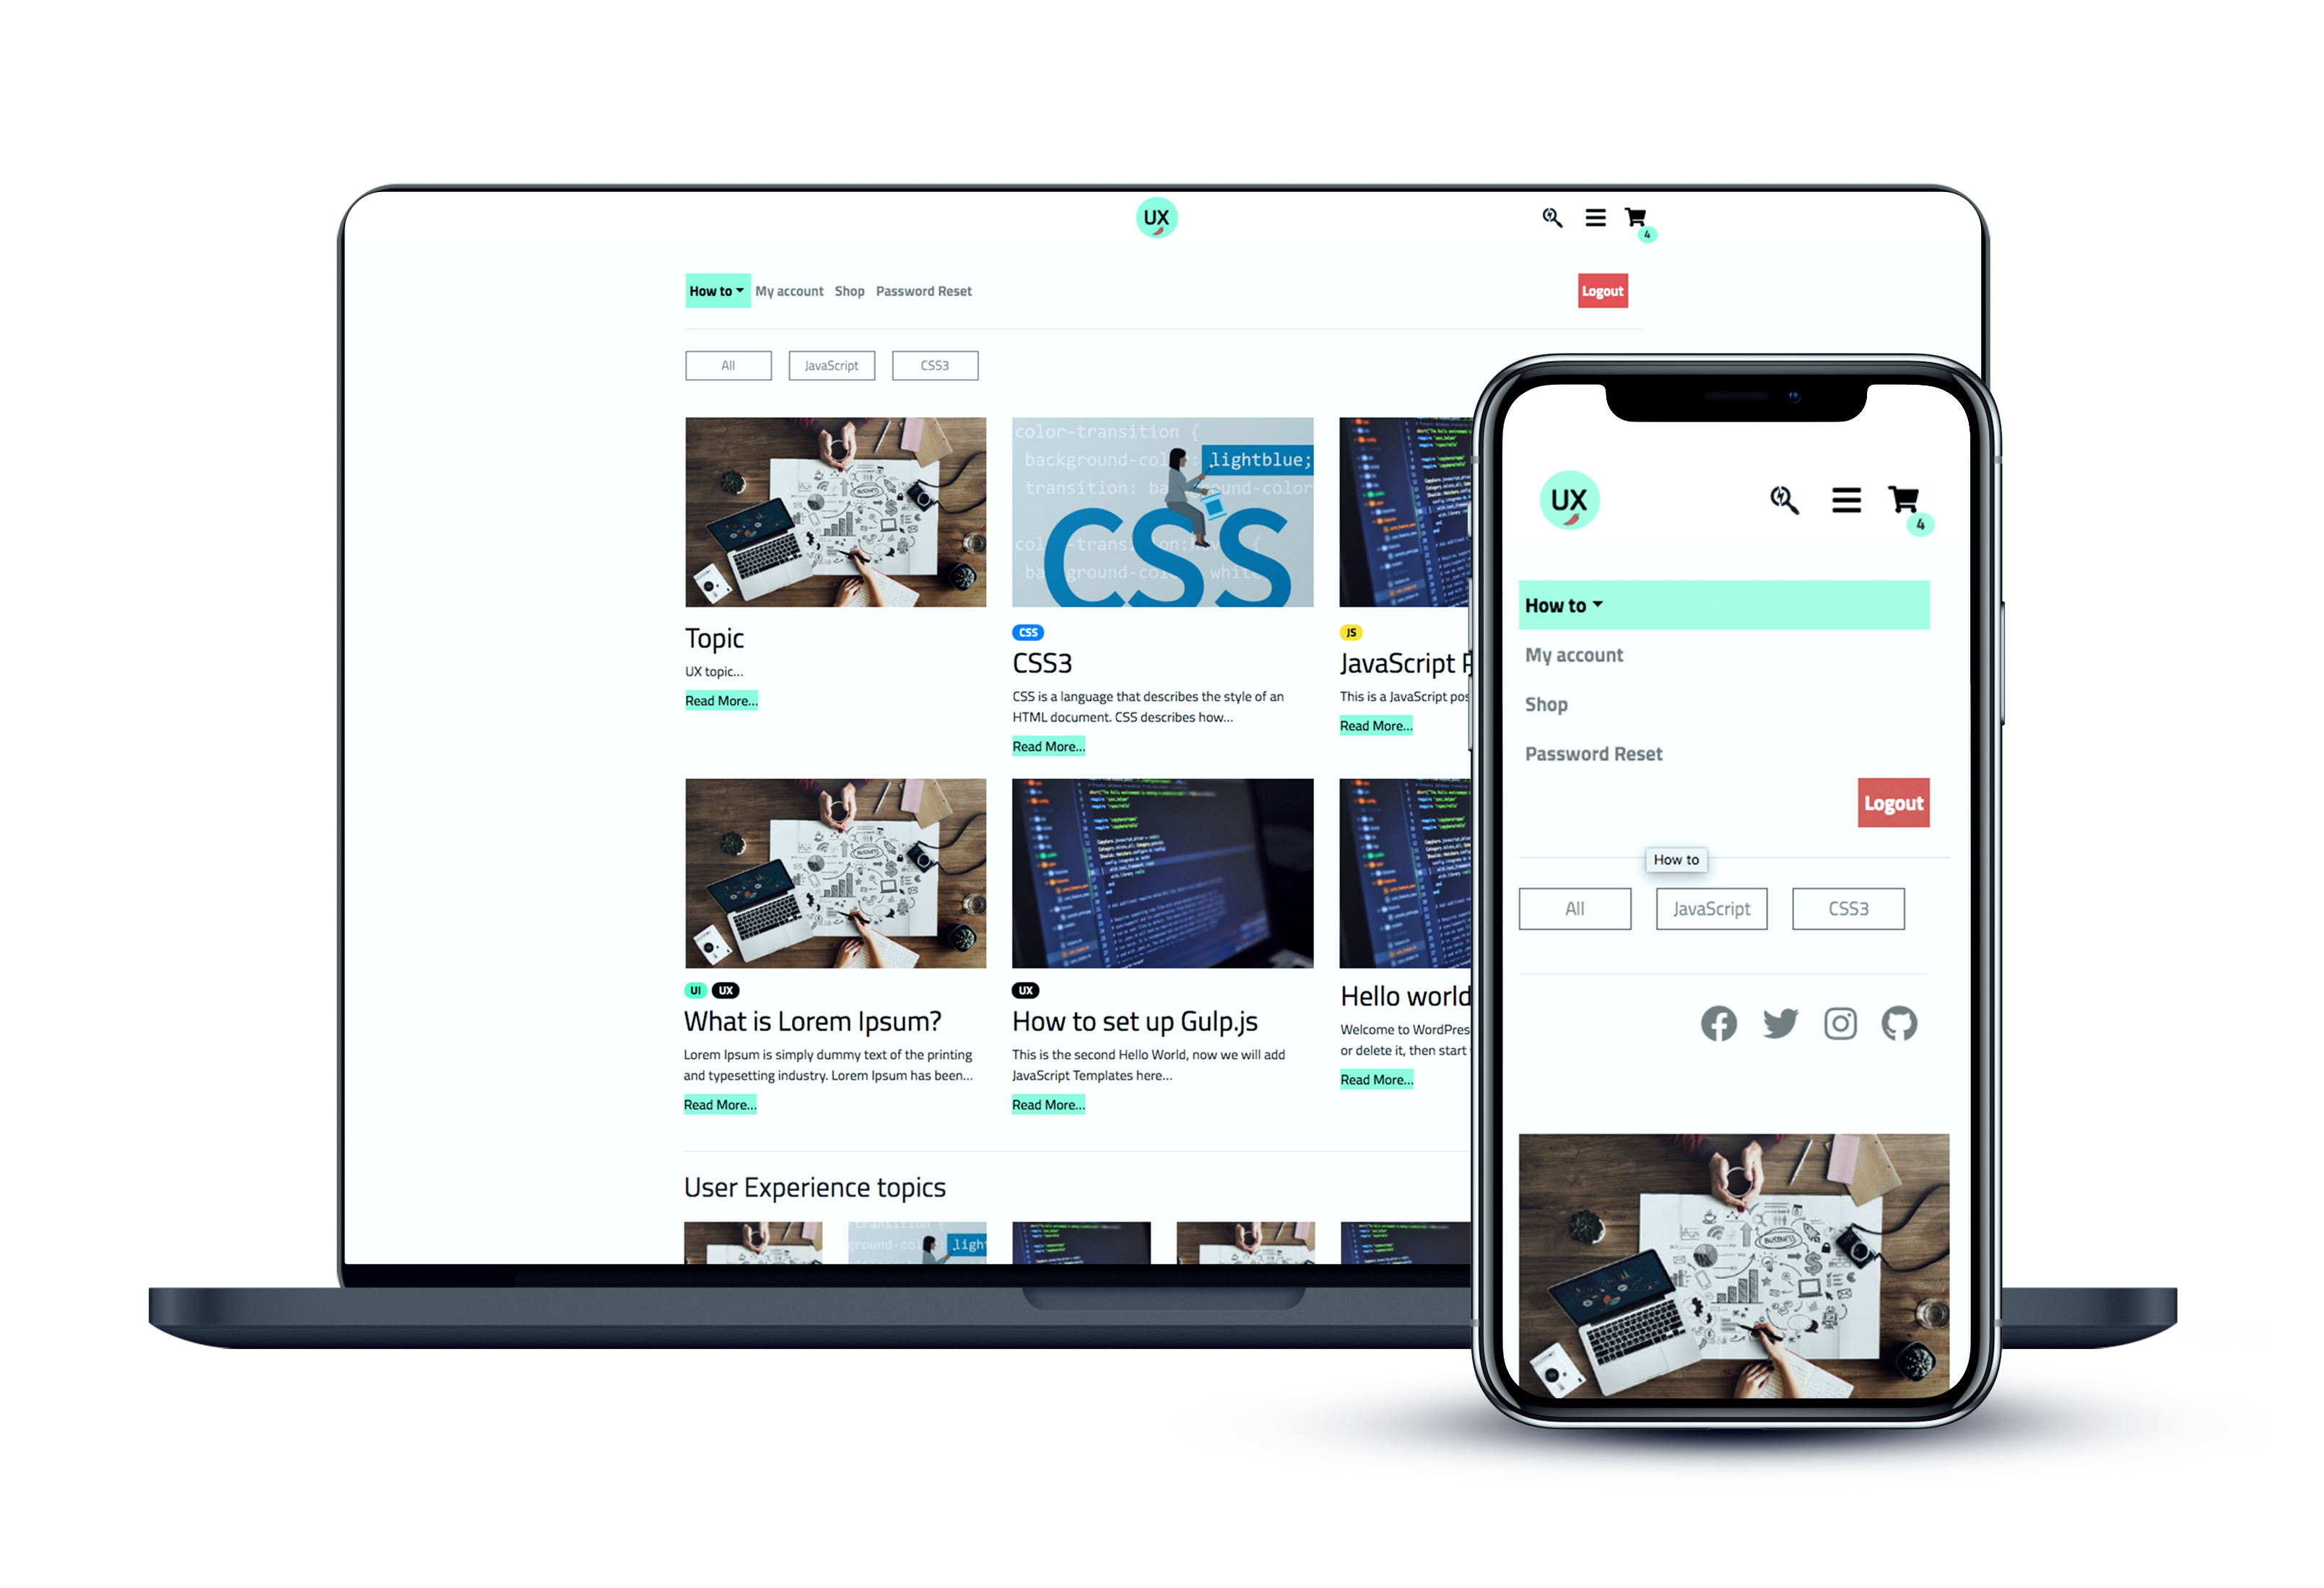 UX
4
How to My account Shop Password Reset Logout
All JavaScript CSS3
color-transition {
lightblue;
CSS
Topic
UX topic...
Read More...
CSS
CSS3
CSS is a language that describes the style of an
HTML document. CSS describes how...
Read More...
JS
JavaScript
This is a JavaScript
Read More...
UI UX
What is Lorem Ipsum?
Lorem Ipsum is simply dummy text of the printing
and typesetting industry. Lorem Ipsum has been...
Read More...
UX
How to set up Gulp.js
This is the second Hello World, now we will add
JavaScript Templates here...
Read More...
Hello world
Welcome to
or delete it, then start
Read More...
User Experience topics
UX
4
How to
My account
Shop
Password Reset
Logout
How to
All JavaScript CSS3
BUSINESS